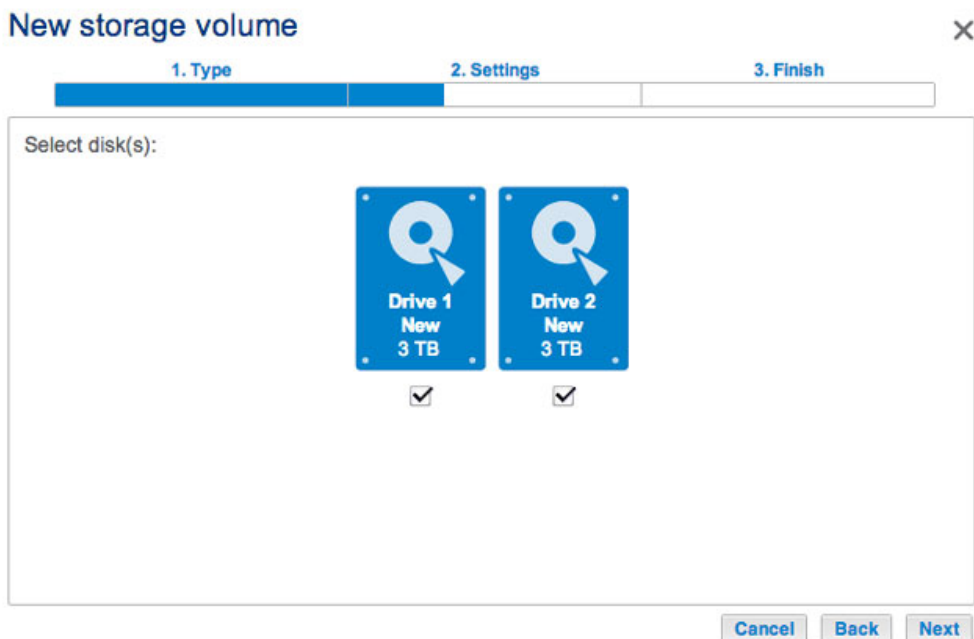 New storage volume
1. Type 2. Settings 3. Finish
Select disk(s):
Drive 1
New
3 TB
Drive 2
New
3 TB
Cancel Back Next